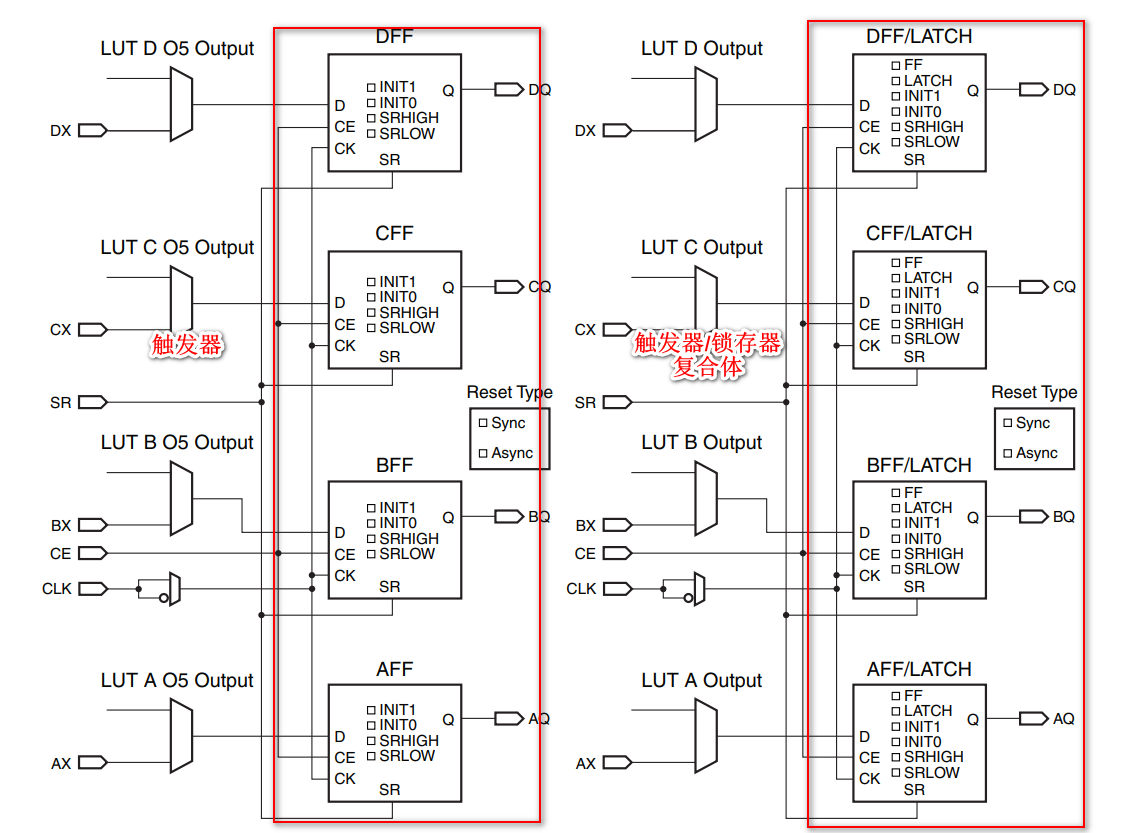 DFF
LUT D O5 Output
INIT1
INIT0
SRHIGH
SRLOW
D
CE
CK
SR
Q
DQ
DX
CFF
LUT C O5 Output
INIT1
INIT0
SRHIGH
SRLOW
D
CE
CK
SR
Q
CQ
CX
触发器
SR
Reset Type
Sync
Async
LUT B O5 Output
BFF
INIT1
INIT0
SRHIGH
SRLOW
D
CE
CK
SR
Q
BQ
BX
CE
CLK
AFF
LUT A O5 Output
INIT1
INIT0
SRHIGH
SRLOW
D
CE
CK
SR
Q
AQ
AX
DFF/LATCH
LUT D Output
FF
LATCH
INIT1
INIT0
SRHIGH
SRLOW
D
CE
CK
SR
Q
DQ
DX
CFF/LATCH
LUT C Output
FF
LATCH
INIT1
INIT0
SRHIGH
SRLOW
D
CE
CK
SR
Q
CQ
CX
触发器/锁存器
复合体
SR
Reset Type
Sync
Async
LUT B Output
BFF/LATCH
FF
LATCH
INIT1
INIT0
SRHIGH
SRLOW
D
CE
CK
SR
Q
BQ
BX
CE
CLK
AFF/LATCH
LUT A Output
FF
LATCH
INIT1
INIT0
SRHIGH
SRLOW
D
CE
CK
SR
Q
AQ
AX